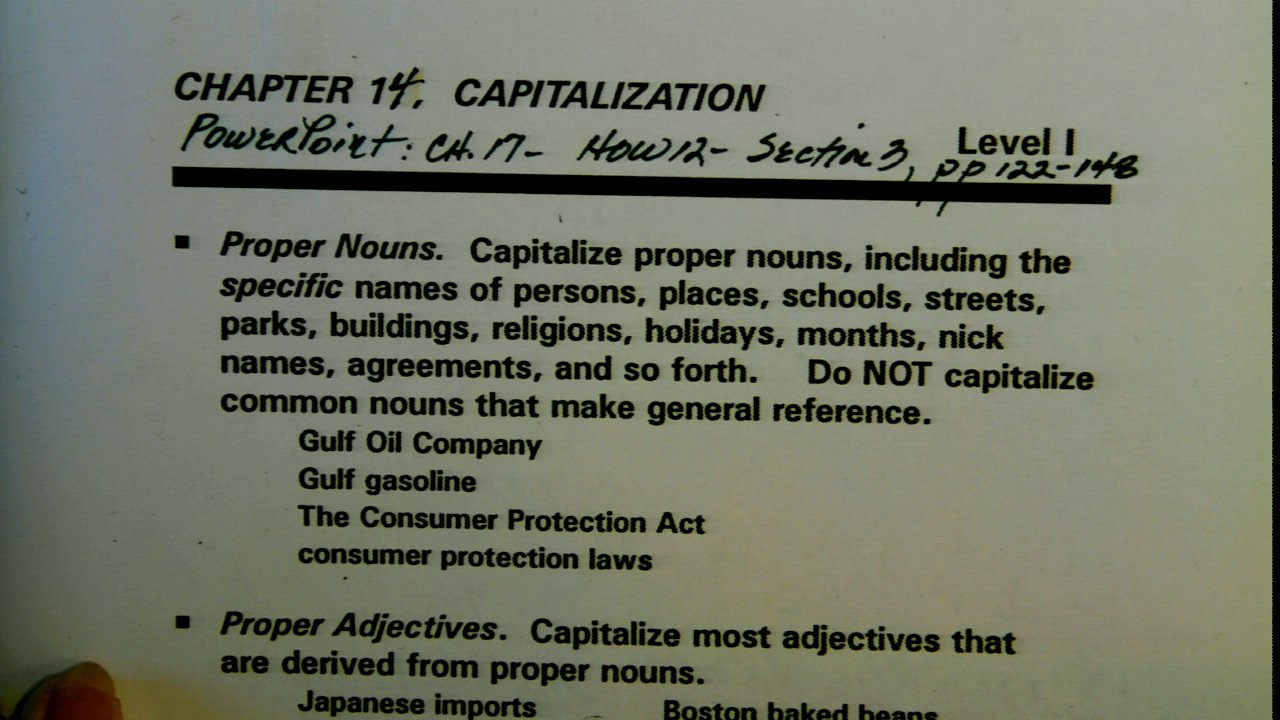 CHAPTER 14. CAPITALIZATION
PowerPoint: CH. 17- HOW12- Section 3, pp 122-148
Level I
Proper Nouns. Capitalize proper nouns, including the
specific names of persons, places, schools, streets,
parks, buildings, religions, holidays, months, nick
names, agreements, and so forth. Do NOT capitalize
common nouns that make general reference.
Gulf Oil Company
Gulf gasoline
The Consumer Protection Act
consumer protection laws
Proper Adjectives. Capitalize most adjectives that
are derived from proper nouns.
Japanese imports Boston baked beans